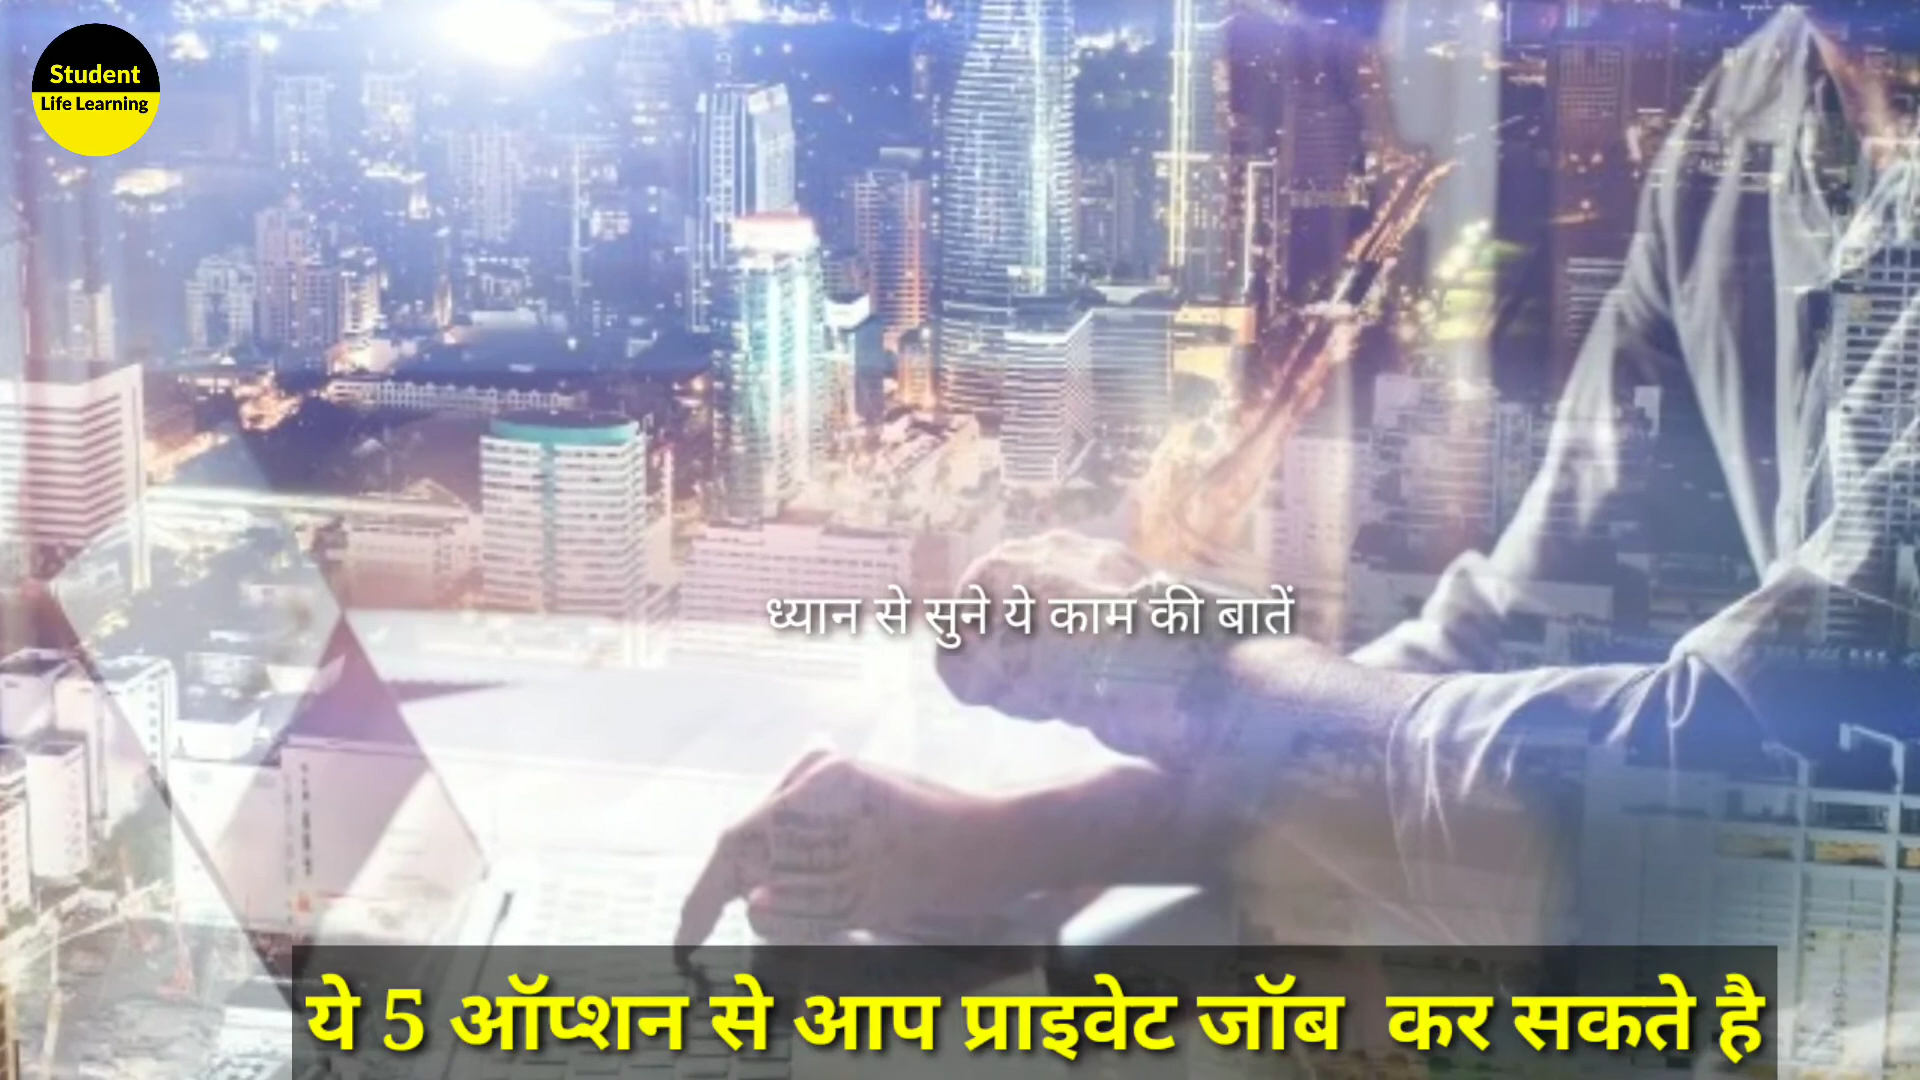 Student
Life Learning
ध्यान से सुने ये काम की बातें
ये 5 ऑप्शन से आप प्राइवेट जॉब कर सकते है